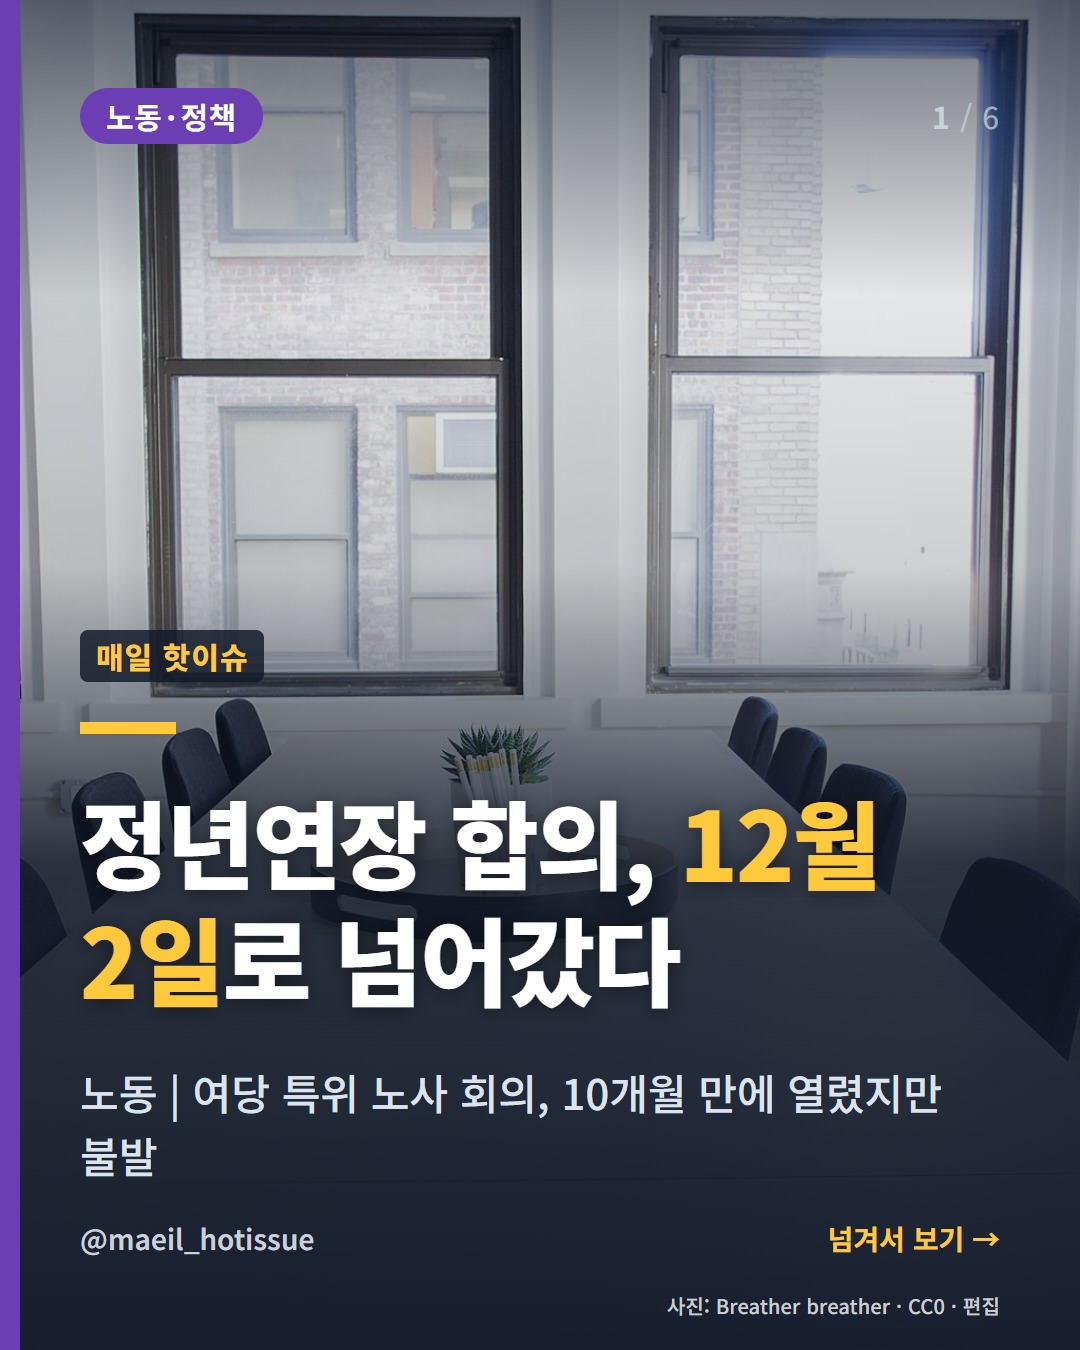 노동·정책
1 / 6
매일 핫이슈
정년연장 합의, 12월
2일로 넘어갔다
노동 | 여당 특위 노사 회의, 10개월 만에 열렸지만
불발
@maeil_hotissue
넘겨서 보기 →
사진: Breather breather · CC0 · 편집